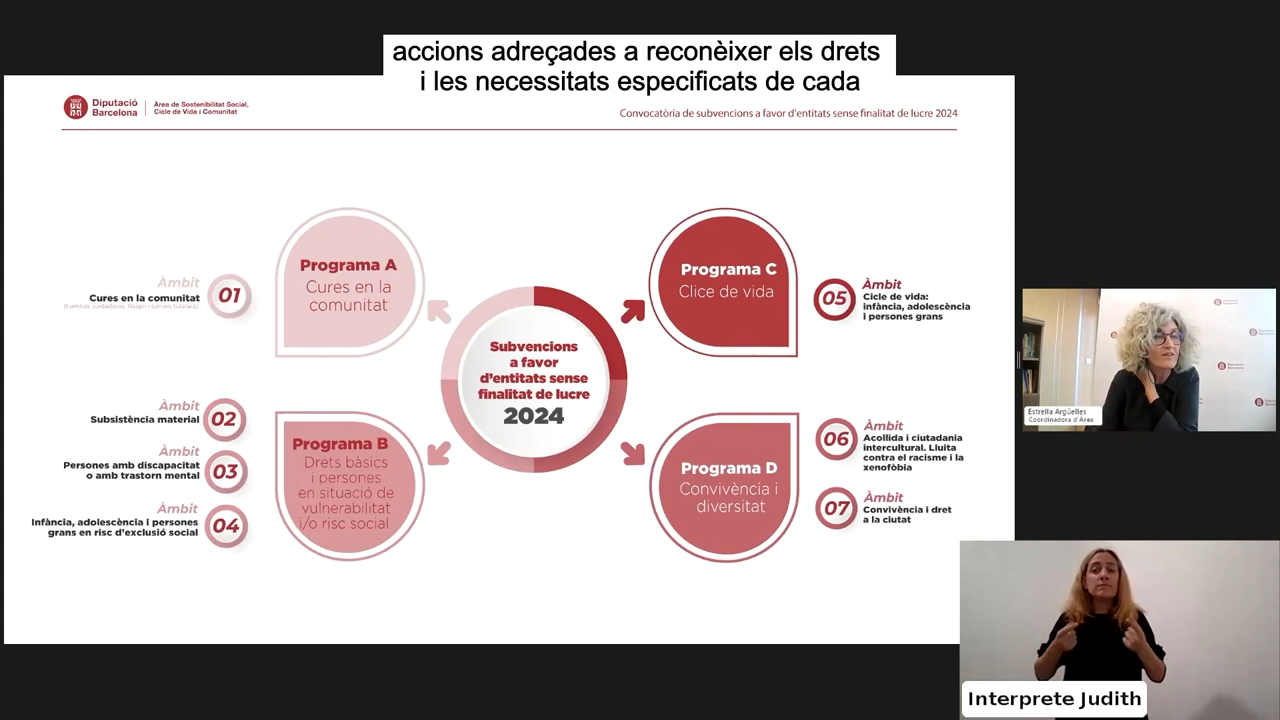 accions adreçades a reconèixer els drets
i les necessitats especificats de cada
Diputació
Barcelona
Àrea de Sostenibilitat Social,
Cicle de Vida i Comunitat
Convocatòria de subvencions a favor d'entitats sense finalitat de lucre 2024
Àmbit
Cures en la comunitat
01
Programa A
Cures en la
comunitat
Àmbit
Subsistència material
02
Àmbit
Persones amb discapacitat
o amb trastorn mental
03
Àmbit
Infància, adolescència i persones
grans en risc d'exclusió social
04
Programa B
Drets bàsics
i persones
en situació de
vulnerabilitat
i/o risc social
Subvencions
a favor
d'entitats sense
finalitat de lucre
2024
Programa C
Clice de vida
05
Àmbit
Cicle de vida:
infància, adolescència
i persones grans
Programa D
Convivència i
diversitat
06
Àmbit
Acollida i ciutadania
intercultural. Lluita
contra el racisme i la
xenofòbia
07
Àmbit
Convivència i dret
a la ciutat
Estrella Argüelles
Coordinadora d'Àrea
Interprete Judith